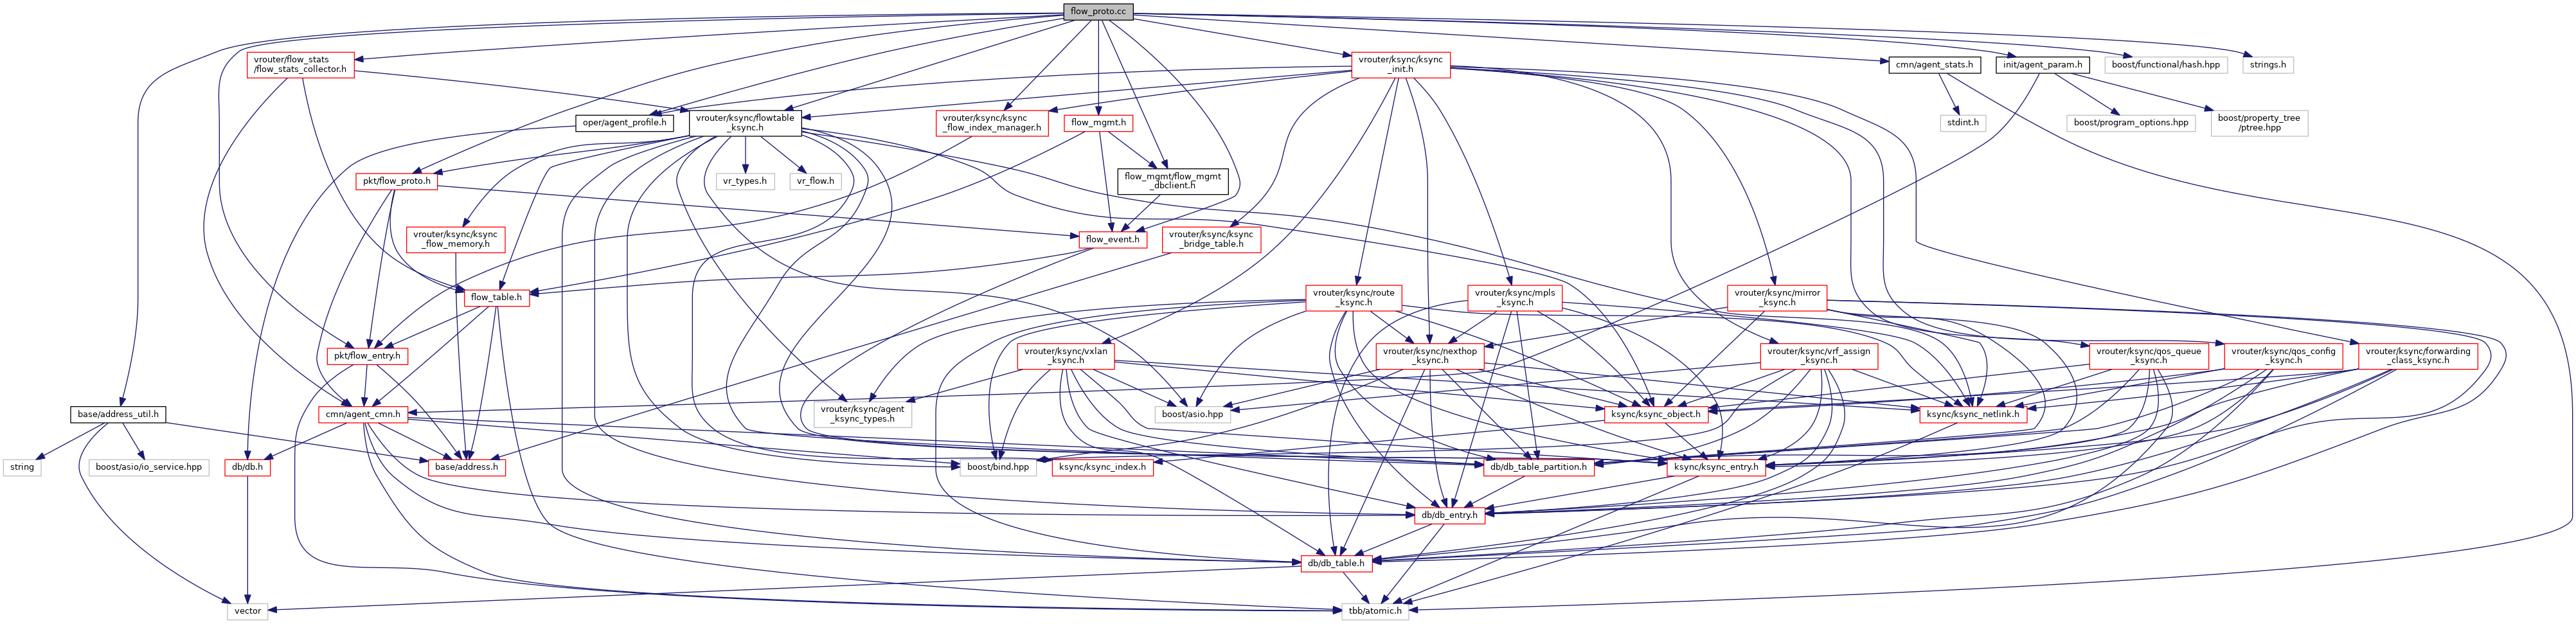 flow_proto.cc
vrouter/flow_stats
/flow_stats_collector.h
vrouter/ksync/ksync
_init.h
cmn/agent_stats.h
init/agent_param.h
boost/functional/hash.hpp
strings.h
oper/agent_profile.h
vrouter/ksync/flowtable
_ksync.h
vrouter/ksync/ksync
_flow_index_manager.h
flow_mgmt.h
stdint.h
boost/program_options.hpp
boost/property_tree
/ptree.hpp
pkt/flow_proto.h
vr_types.h
vr_flow.h
flow_mgmt/flow_mgmt
_dbclient.h
vrouter/ksync/ksync
_flow_memory.h
flow_event.h
vrouter/ksync/ksync
_bridge_table.h
flow_table.h
vrouter/ksync/route
_ksync.h
vrouter/ksync/mpls
_ksync.h
vrouter/ksync/mirror
_ksync.h
pkt/flow_entry.h
vrouter/ksync/vxlan
_ksync.h
vrouter/ksync/nexthop
_ksync.h
vrouter/ksync/vrf_assign
_ksync.h
vrouter/ksync/qos_queue
_ksync.h
vrouter/ksync/qos_config
_ksync.h
vrouter/ksync/forwarding
_class_ksync.h
base/address_util.h
cmn/agent_cmn.h
vrouter/ksync/agent
_ksync_types.h
boost/asio.hpp
ksync/ksync_object.h
ksync/ksync_netlink.h
string
boost/asio/io_service.hpp
db/db.h
base/address.h
boost/bind.hpp
ksync/ksync_index.h
db/db_table_partition.h
ksync/ksync_entry.h
db/db_entry.h
db/db_table.h
vector
tbb/atomic.h